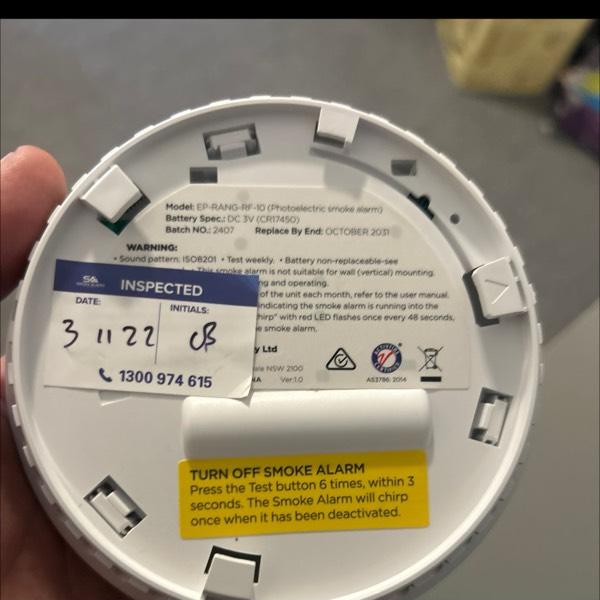 Model: EP-RANG-RF-10 (Photoelectric smoke alarm)
Battery Spec.: DC 3V (CR17450)
Batch NO.: 2407 Replace By End: OCTOBER 2031
WARNING:
• Sound pattern: ISO8201 • Test weekly. • Battery non-replaceable-see
This smoke alarm is not suitable for wall (vertical) mounting.
and operating.
of the unit each month, refer to the user manual.
indicating the smoke alarm is running into the
with red LED flashes once every 48 seconds,
smoke alarm.
Ltd
NSW 2100
Ver:1.0
AS3786: 2014
INSPECTED
DATE: INITIALS:
3 11 22 CB
1300 974 615
TURN OFF SMOKE ALARM
Press the Test button 6 times, within 3
seconds. The Smoke Alarm will chirp
once when it has been deactivated.